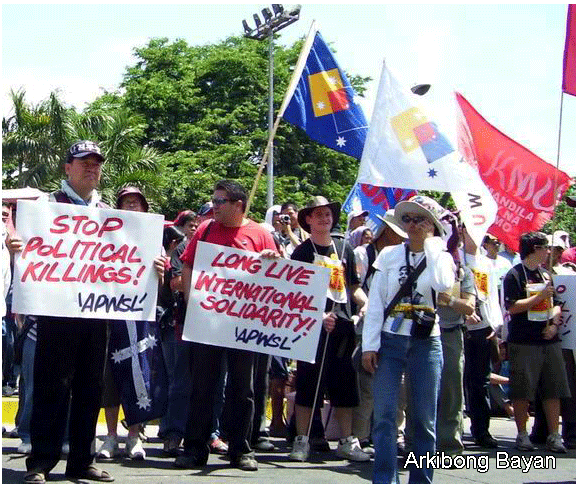 STOP
POLITICAL
KILLINGS!
'APWSL'
LONG LIVE
INTERNATIONAL
SOLIDARITY!
'APWSL'
KMU
Arkibong Bayan